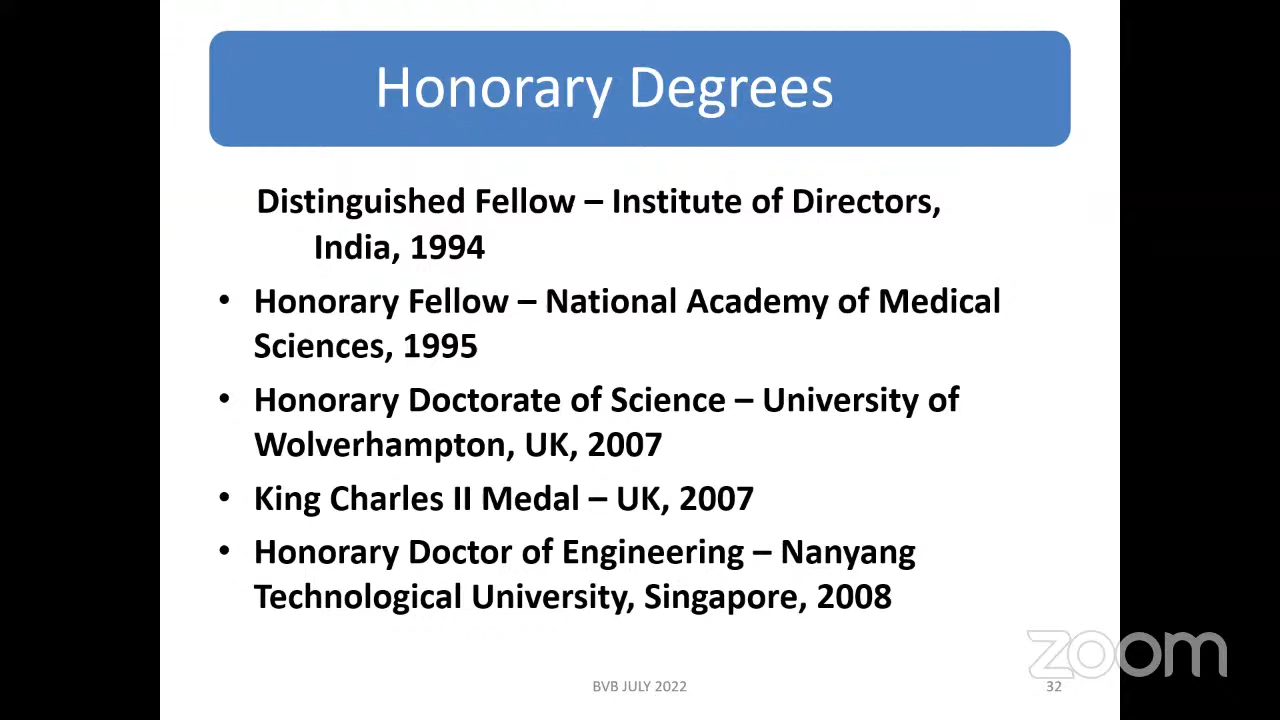 Honorary Degrees
Distinguished Fellow – Institute of Directors,
India, 1994
• Honorary Fellow – National Academy of Medical
Sciences, 1995
• Honorary Doctorate of Science – University of
Wolverhampton, UK, 2007
• King Charles II Medal – UK, 2007
• Honorary Doctor of Engineering – Nanyang
Technological University, Singapore, 2008
zoom
BVB JULY 2022
32